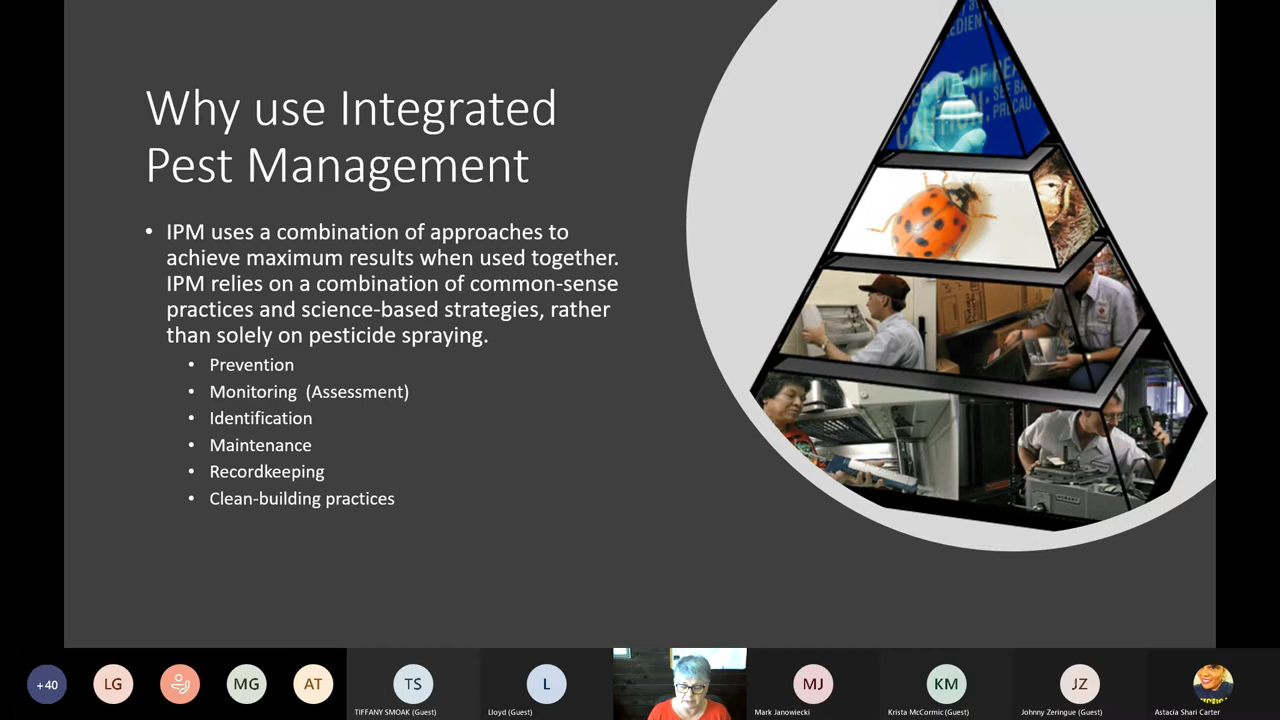 Why use Integrated
Pest Management
• IPM uses a combination of approaches to
achieve maximum results when used together.
IPM relies on a combination of common-sense
practices and science-based strategies, rather
than solely on pesticide spraying.
• Prevention
• Monitoring (Assessment)
• Identification
• Maintenance
• Recordkeeping
• Clean-building practices
HOBART
+40
LG
MG
AT
TS
L
MJ
KM
JZ
TIFFANY SMOAK (Guest)
Lloyd (Guest)
Mark Janowiecki
Krista McCormic (Guest)
Johnny Zeringue (Guest)
Astacia Shari Carter